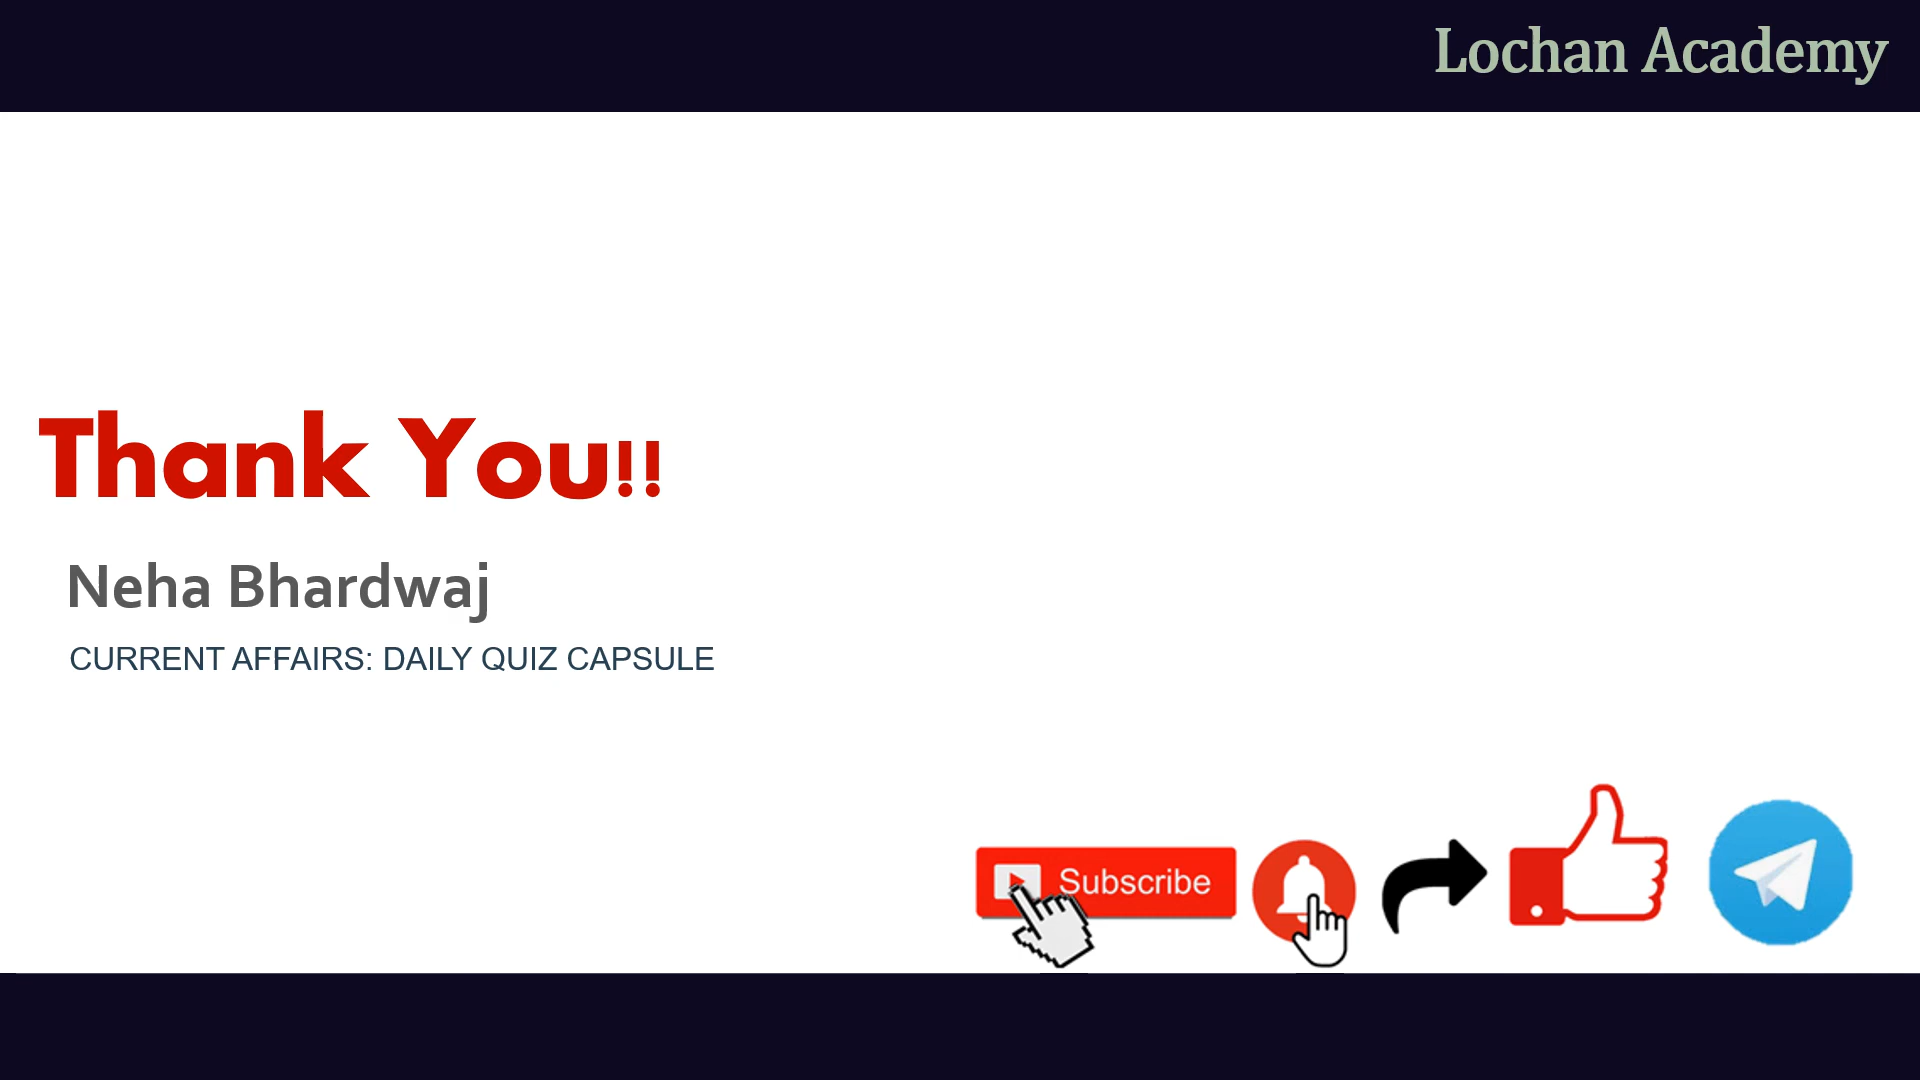 Lochan Academy
Thank You!!
Neha Bhardwaj
CURRENT AFFAIRS: DAILY QUIZ CAPSULE
Subscribe